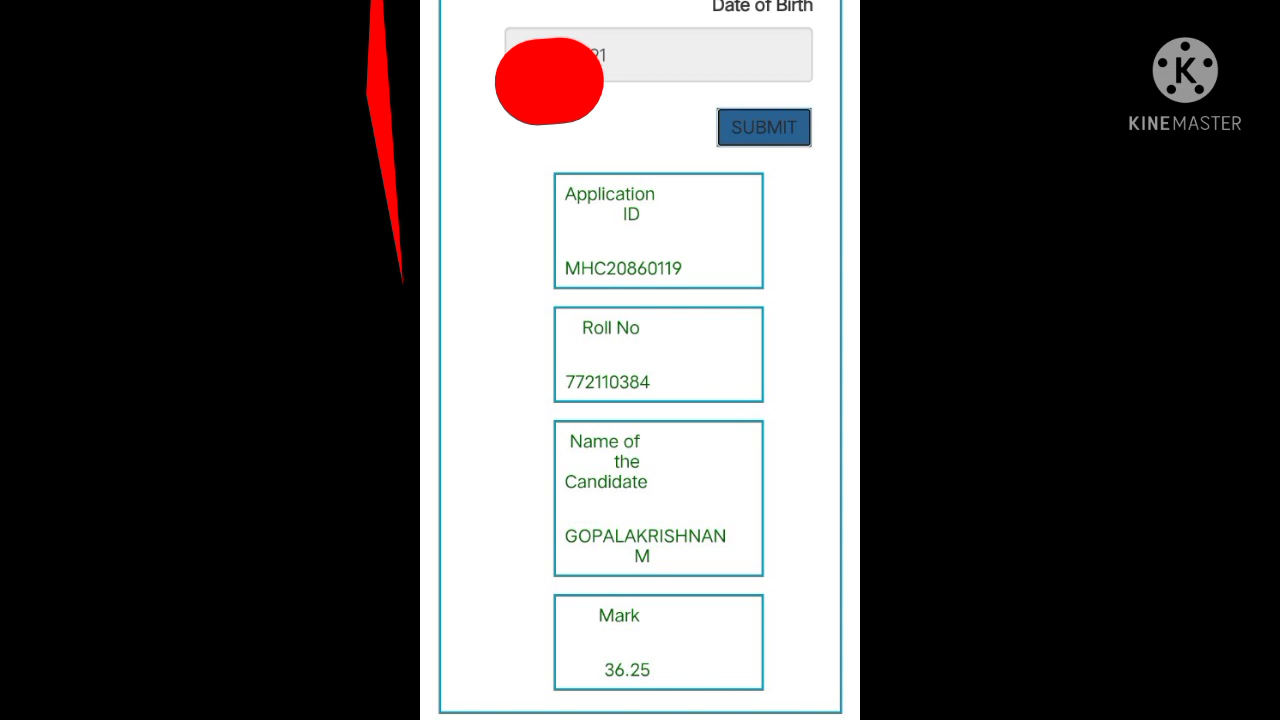 Date of Birth
KINEMASTER
SUBMIT
Application
ID
MHC20860119
Roll No
772110384
Name of
the
Candidate
GOPALAKRISHNAN
M
Mark
36.25